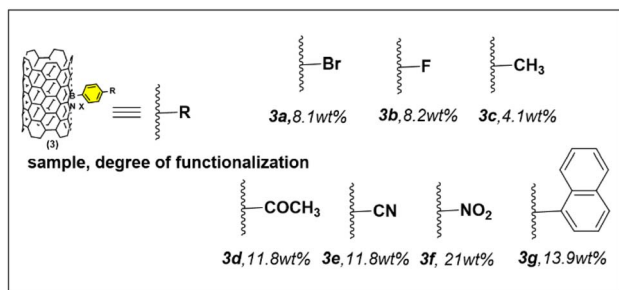 Br
F
CH₃
B
R
N X
R
3a,8.1wt%
3b,8.2wt%
3c,4.1wt%
(3)
sample, degree of functionalization
COCH₃
CN
NO₂
3d,11.8wt%
3e,11.8wt%
3f, 21wt%
3g,13.9wt%